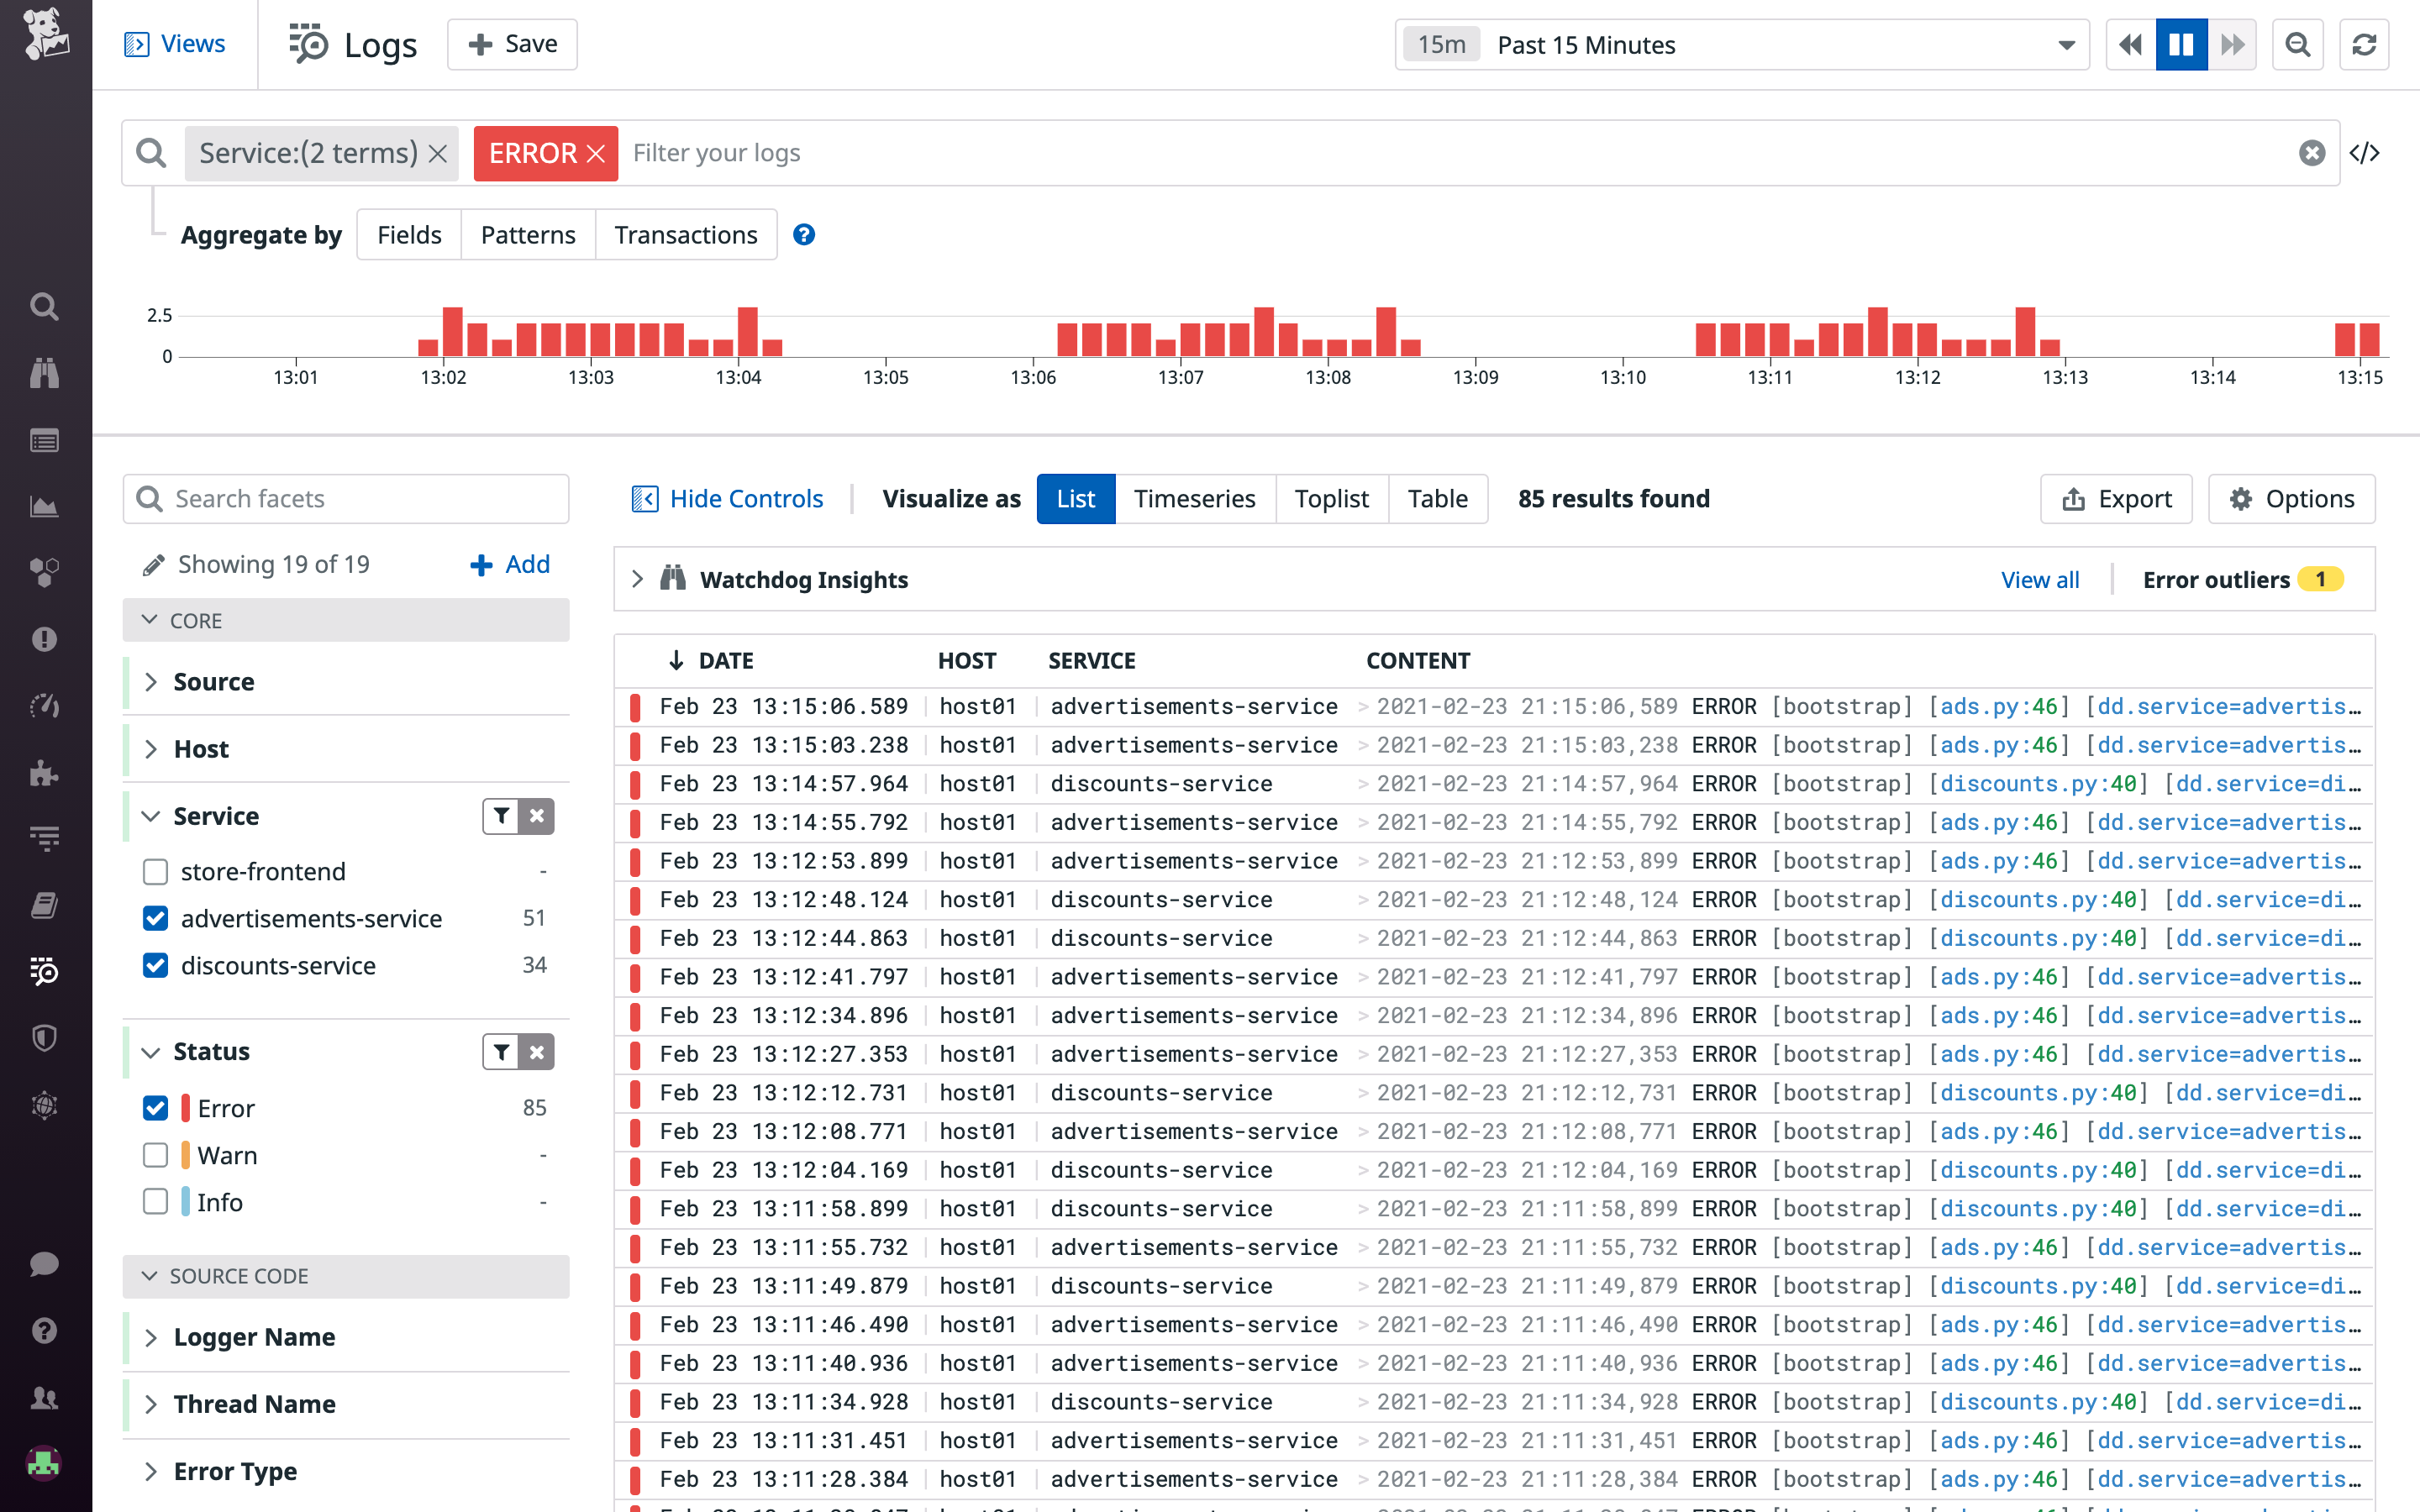 Views
Logs
Save
15m Past 15 Minutes
Service:(2 terms) ERROR Filter your logs
Aggregate by Fields Patterns Transactions
2.5
0
13:01 13:02 13:03 13:04 13:05 13:06 13:07 13:08 13:09 13:10 13:11 13:12 13:13 13:14 13:15
Search facets
Showing 19 of 19 Add
CORE
Source
Host
Service
store-frontend -
advertisements-service 51
discounts-service 34
Status
Error 85
Warn -
Info -
SOURCE CODE
Logger Name
Thread Name
Error Type
Hide Controls Visualize as List Timeseries Toplist Table 85 results found Export Options
Watchdog Insights View all Error outliers 1
DATE HOST SERVICE CONTENT
Feb 23 13:15:06.589 host01 advertisements-service > 2021-02-23 21:15:06,589 ERROR [bootstrap] [ads.py:46] [dd.service=advertis…
Feb 23 13:15:03.238 host01 advertisements-service > 2021-02-23 21:15:03,238 ERROR [bootstrap] [ads.py:46] [dd.service=advertis…
Feb 23 13:14:57.964 host01 discounts-service > 2021-02-23 21:14:57,964 ERROR [bootstrap] [discounts.py:40] [dd.service=di…
Feb 23 13:14:55.792 host01 advertisements-service > 2021-02-23 21:14:55,792 ERROR [bootstrap] [ads.py:46] [dd.service=advertis…
Feb 23 13:12:53.899 host01 advertisements-service > 2021-02-23 21:12:53,899 ERROR [bootstrap] [ads.py:46] [dd.service=advertis…
Feb 23 13:12:48.124 host01 discounts-service > 2021-02-23 21:12:48,124 ERROR [bootstrap] [discounts.py:40] [dd.service=di…
Feb 23 13:12:44.863 host01 discounts-service > 2021-02-23 21:12:44,863 ERROR [bootstrap] [discounts.py:40] [dd.service=di…
Feb 23 13:12:41.797 host01 advertisements-service > 2021-02-23 21:12:41,797 ERROR [bootstrap] [ads.py:46] [dd.service=advertis…
Feb 23 13:12:34.896 host01 advertisements-service > 2021-02-23 21:12:34,896 ERROR [bootstrap] [ads.py:46] [dd.service=advertis…
Feb 23 13:12:27.353 host01 advertisements-service > 2021-02-23 21:12:27,353 ERROR [bootstrap] [ads.py:46] [dd.service=advertis…
Feb 23 13:12:12.731 host01 discounts-service > 2021-02-23 21:12:12,731 ERROR [bootstrap] [discounts.py:40] [dd.service=di…
Feb 23 13:12:08.771 host01 advertisements-service > 2021-02-23 21:12:08,771 ERROR [bootstrap] [ads.py:46] [dd.service=advertis…
Feb 23 13:12:04.169 host01 discounts-service > 2021-02-23 21:12:04,169 ERROR [bootstrap] [discounts.py:40] [dd.service=di…
Feb 23 13:11:58.899 host01 discounts-service > 2021-02-23 21:11:58,899 ERROR [bootstrap] [discounts.py:40] [dd.service=di…
Feb 23 13:11:55.732 host01 advertisements-service > 2021-02-23 21:11:55,732 ERROR [bootstrap] [ads.py:46] [dd.service=advertis…
Feb 23 13:11:49.879 host01 discounts-service > 2021-02-23 21:11:49,879 ERROR [bootstrap] [discounts.py:40] [dd.service=di…
Feb 23 13:11:46.490 host01 advertisements-service > 2021-02-23 21:11:46,490 ERROR [bootstrap] [ads.py:46] [dd.service=advertis…
Feb 23 13:11:40.936 host01 advertisements-service > 2021-02-23 21:11:40,936 ERROR [bootstrap] [ads.py:46] [dd.service=advertis…
Feb 23 13:11:34.928 host01 discounts-service > 2021-02-23 21:11:34,928 ERROR [bootstrap] [discounts.py:40] [dd.service=di…
Feb 23 13:11:31.451 host01 advertisements-service > 2021-02-23 21:11:31,451 ERROR [bootstrap] [ads.py:46] [dd.service=advertis…
Feb 23 13:11:28.384 host01 advertisements-service > 2021-02-23 21:11:28,384 ERROR [bootstrap] [ads.py:46] [dd.service=advertis…